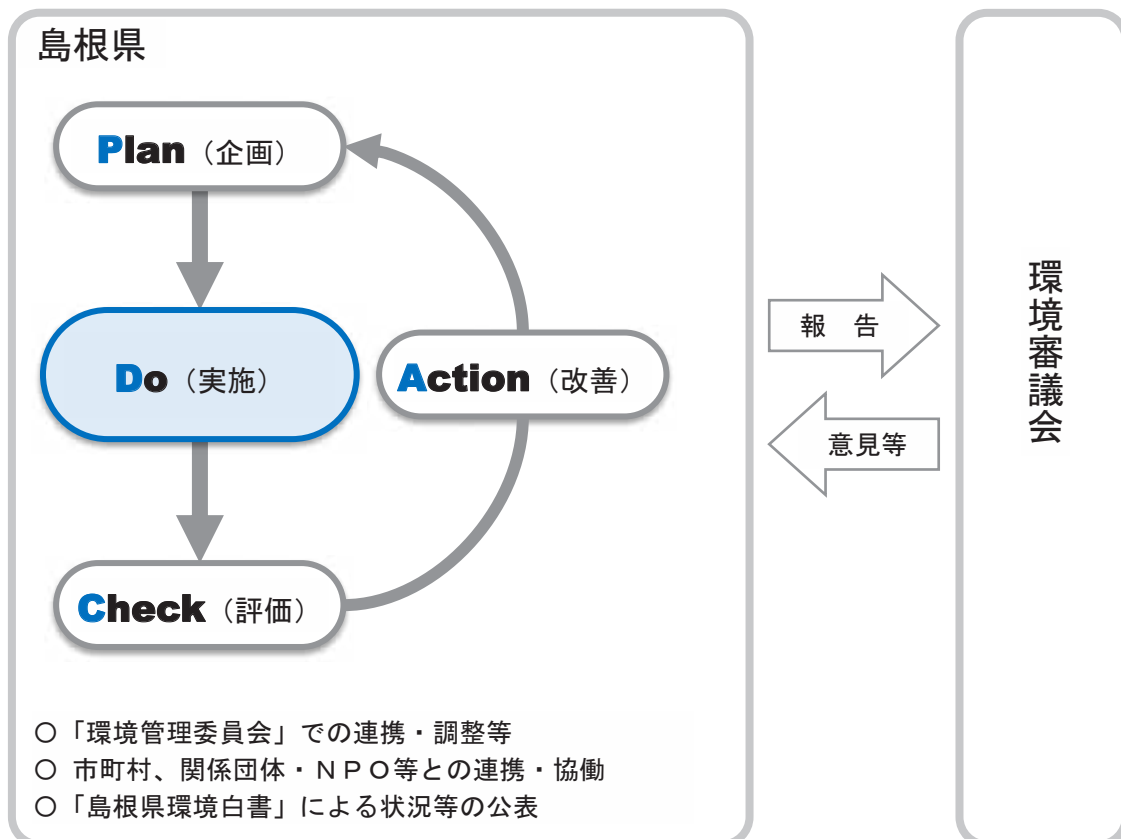 島根県
Plan（企画）
Do（実施）
Action（改善）
Check（評価）
○「環境管理委員会」での連携・調整等
○ 市町村、関係団体・ＮＰＯ等との連携・協働
○「島根県環境白書」による状況等の公表
報　告
意見等
環境審議会